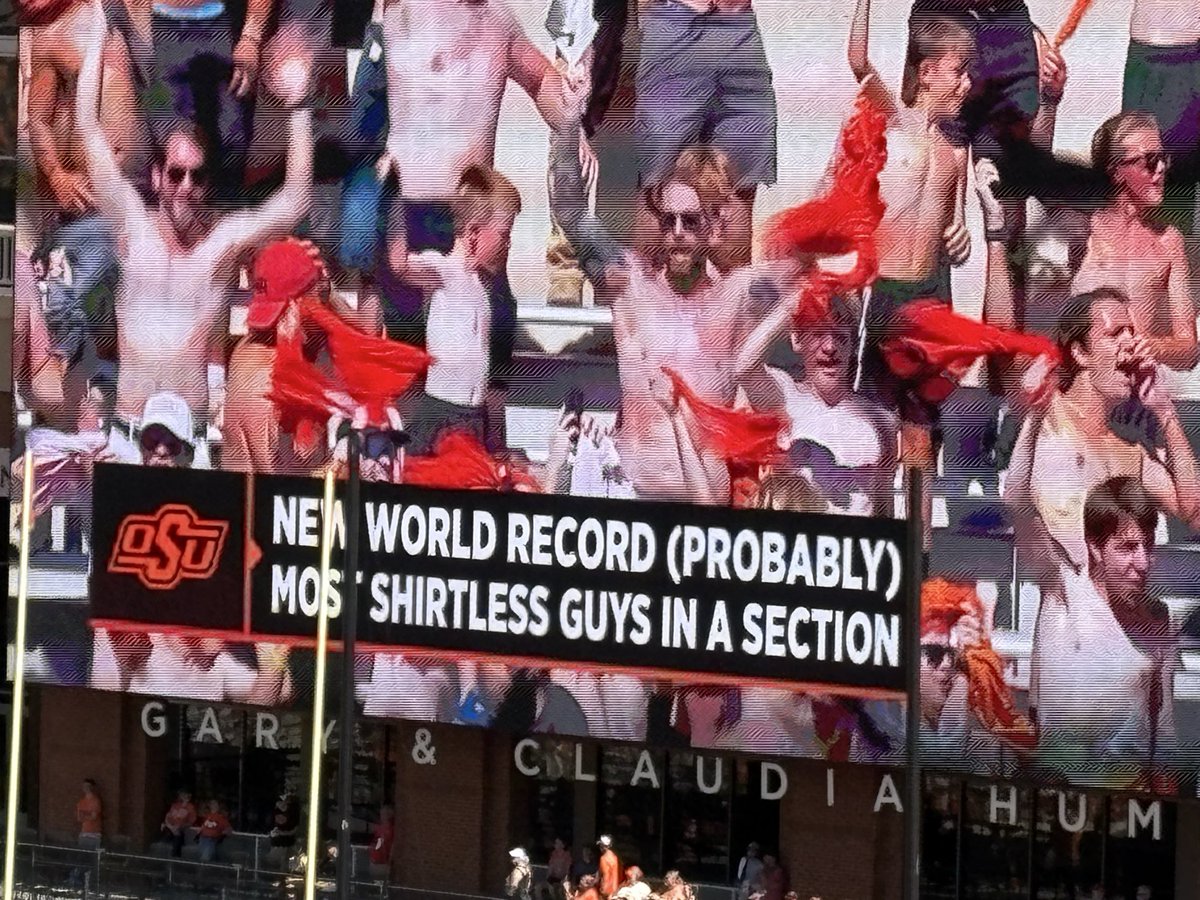 OSU
NEW WORLD RECORD (PROBABLY)
MOST SHIRTLESS GUYS IN A SECTION
GARY & CLAUDIA HUM